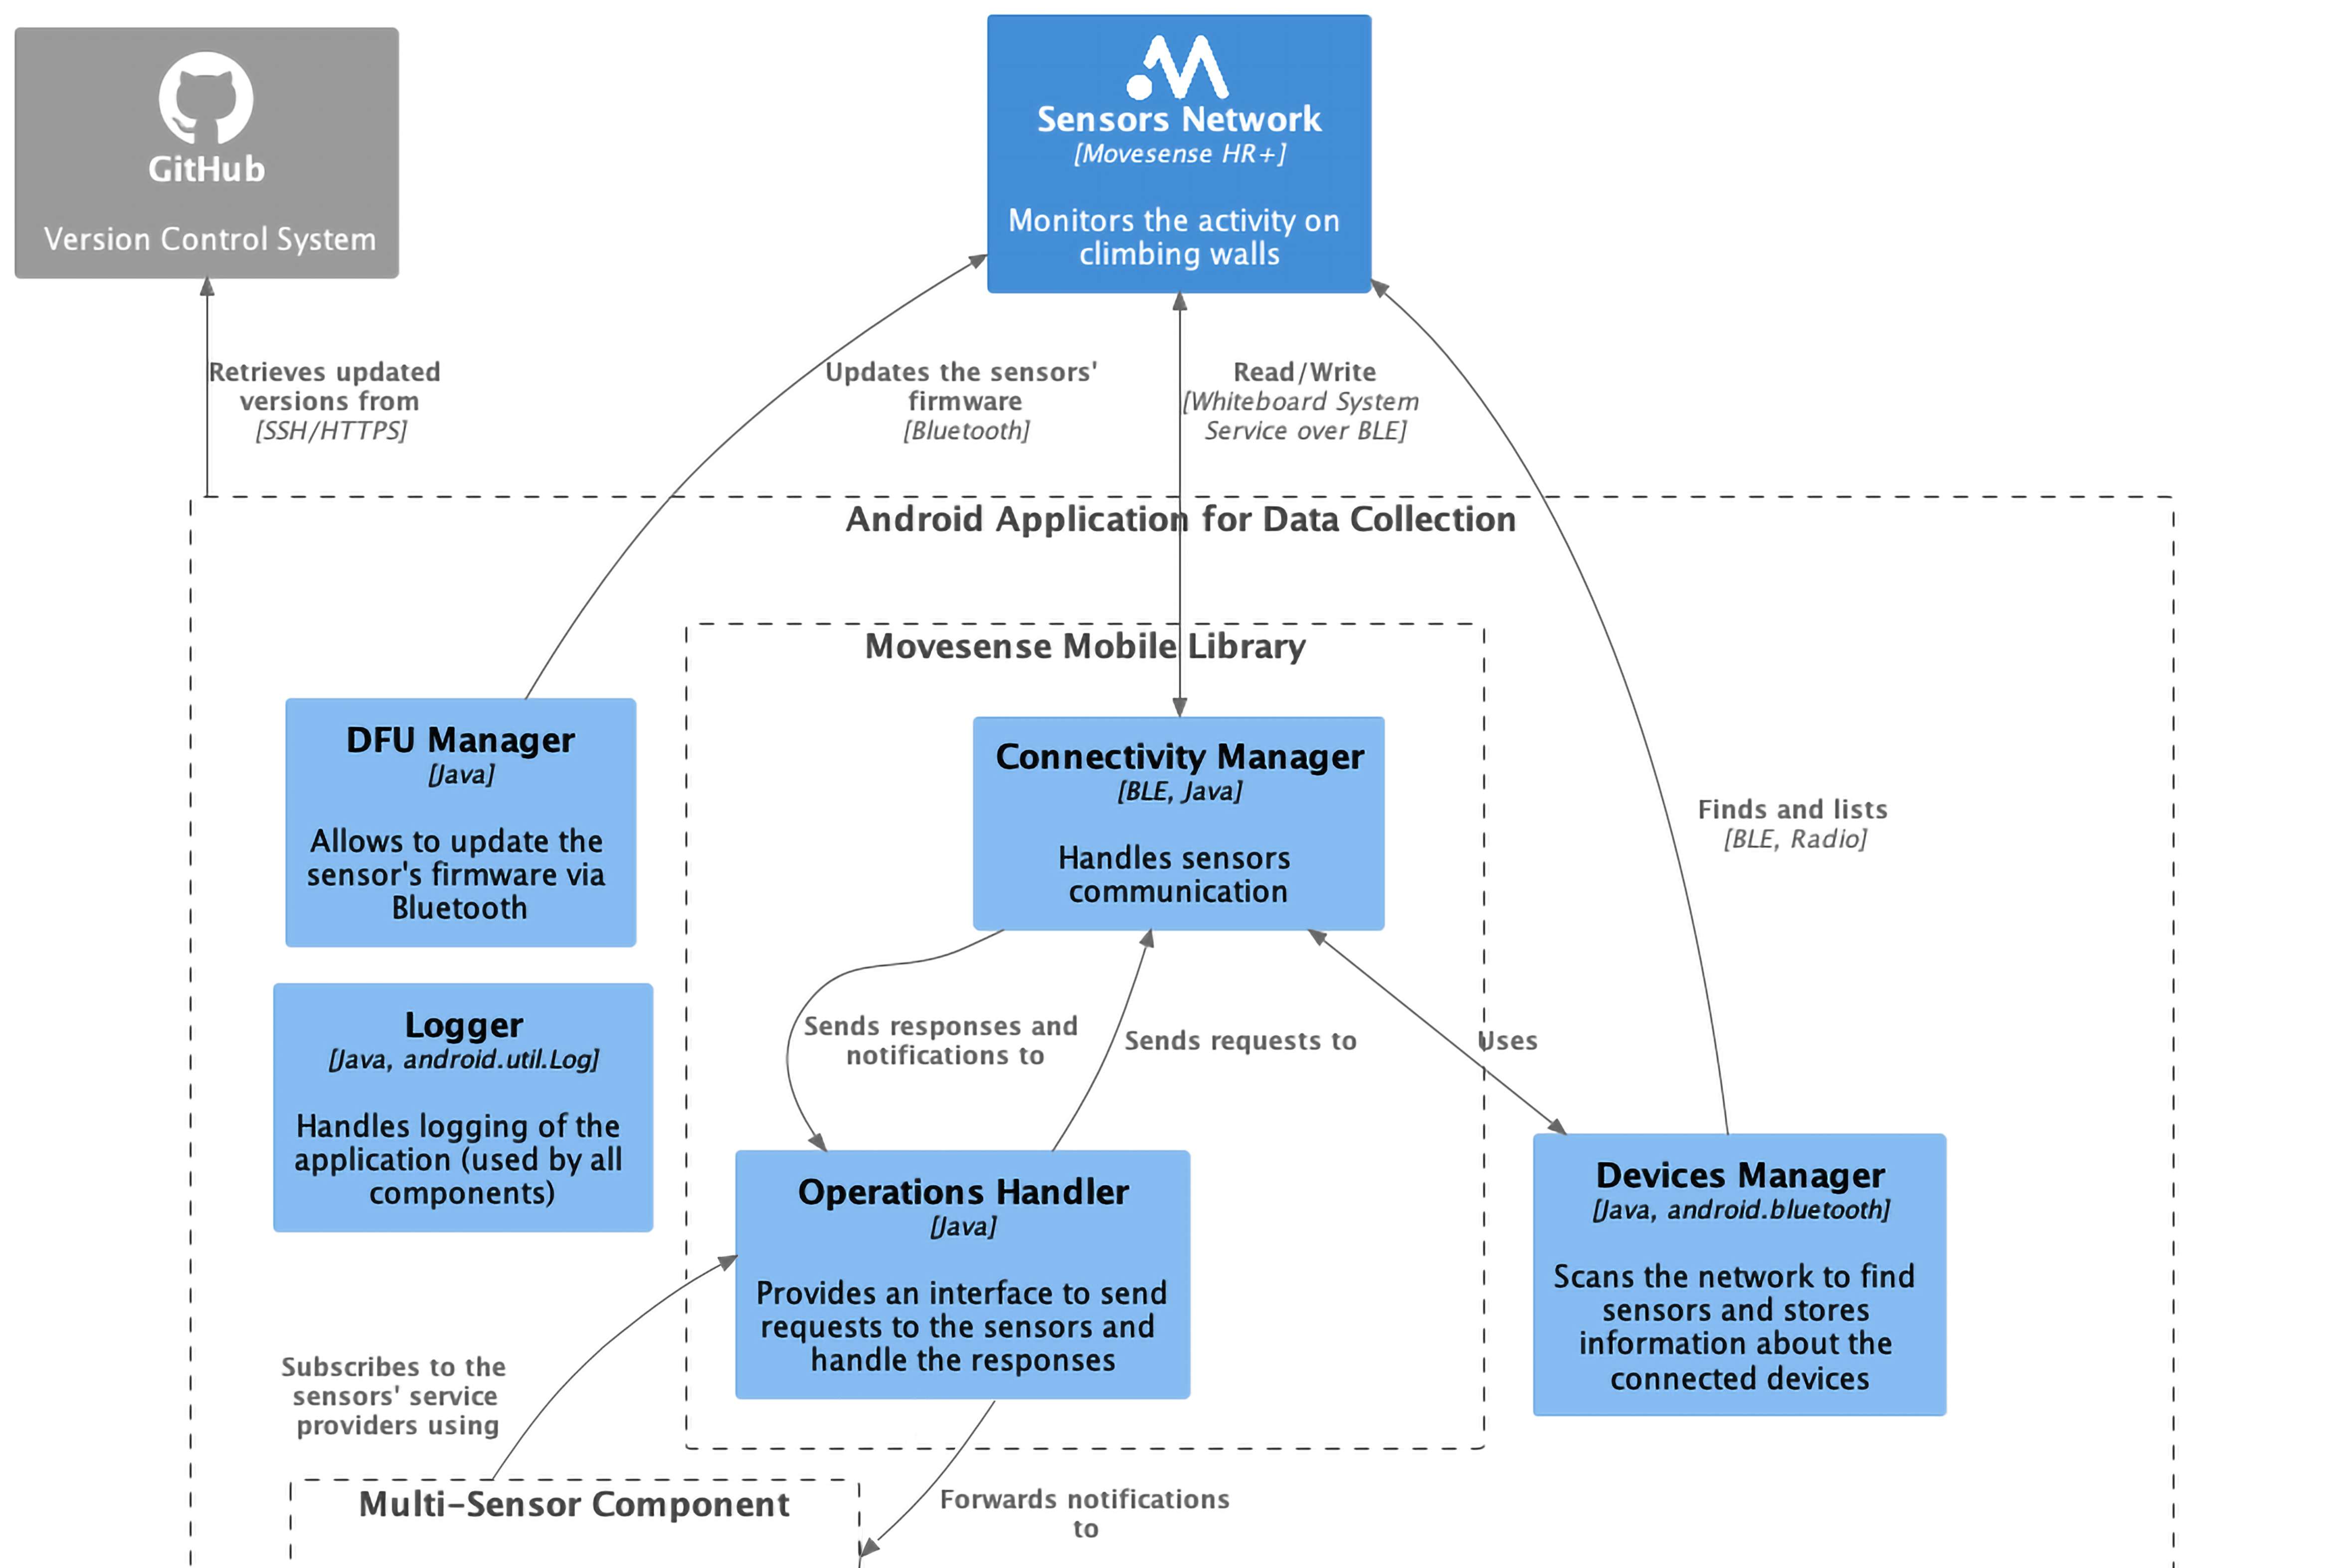 GitHub
Version Control System
Sensors Network
[Movesense HR+]
Monitors the activity on
climbing walls
Retrieves updated
versions from
[SSH/HTTPS]
Updates the sensors'
firmware
[Bluetooth]
Read/Write
[Whiteboard System
Service over BLE]
Android Application for Data Collection
Movesense Mobile Library
DFU Manager
[Java]
Allows to update the
sensor's firmware via
Bluetooth
Connectivity Manager
[BLE, Java]
Handles sensors
communication
Finds and lists
[BLE, Radio]
Logger
[Java, android.util.Log]
Handles logging of the
application (used by all
components)
Sends responses and
notifications to
Sends requests to
Uses
Operations Handler
[Java]
Provides an interface to send
requests to the sensors and
handle the responses
Devices Manager
[Java, android.bluetooth]
Scans the network to find
sensors and stores
information about the
connected devices
Subscribes to the
sensors' service
providers using
Multi-Sensor Component
Forwards notifications
to